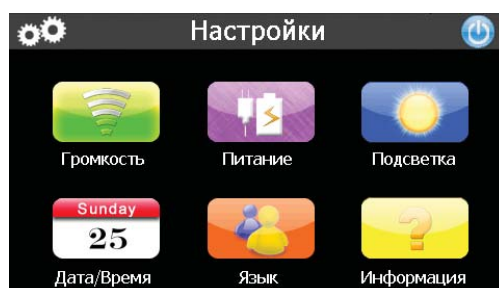 Настройки
Громкость Питание Подсветка
Sunday
25
Дата/Время Язык Информация